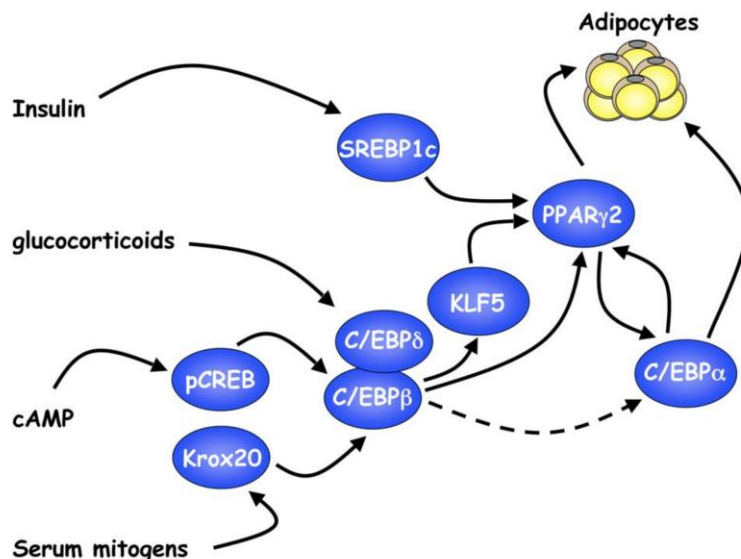 Adipocytes
Insulin
SREBP1c
PPARγ2
glucocorticoids
KLF5
C/EBPδ
pCREB
C/EBPβ
C/EBPα
cAMP
Krox20
Serum mitogens